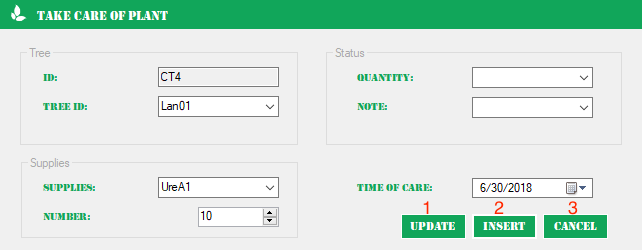 TAKE CARE OF PLANT
Tree
ID: CT4
TREE ID: Lan01
Status
QUANTITY:
NOTE:
Supplies
SUPPLIES: UreA1
NUMBER: 10
TIME OF CARE: 6/30/2018
1 2 3
UPDATE INSERT CANCEL